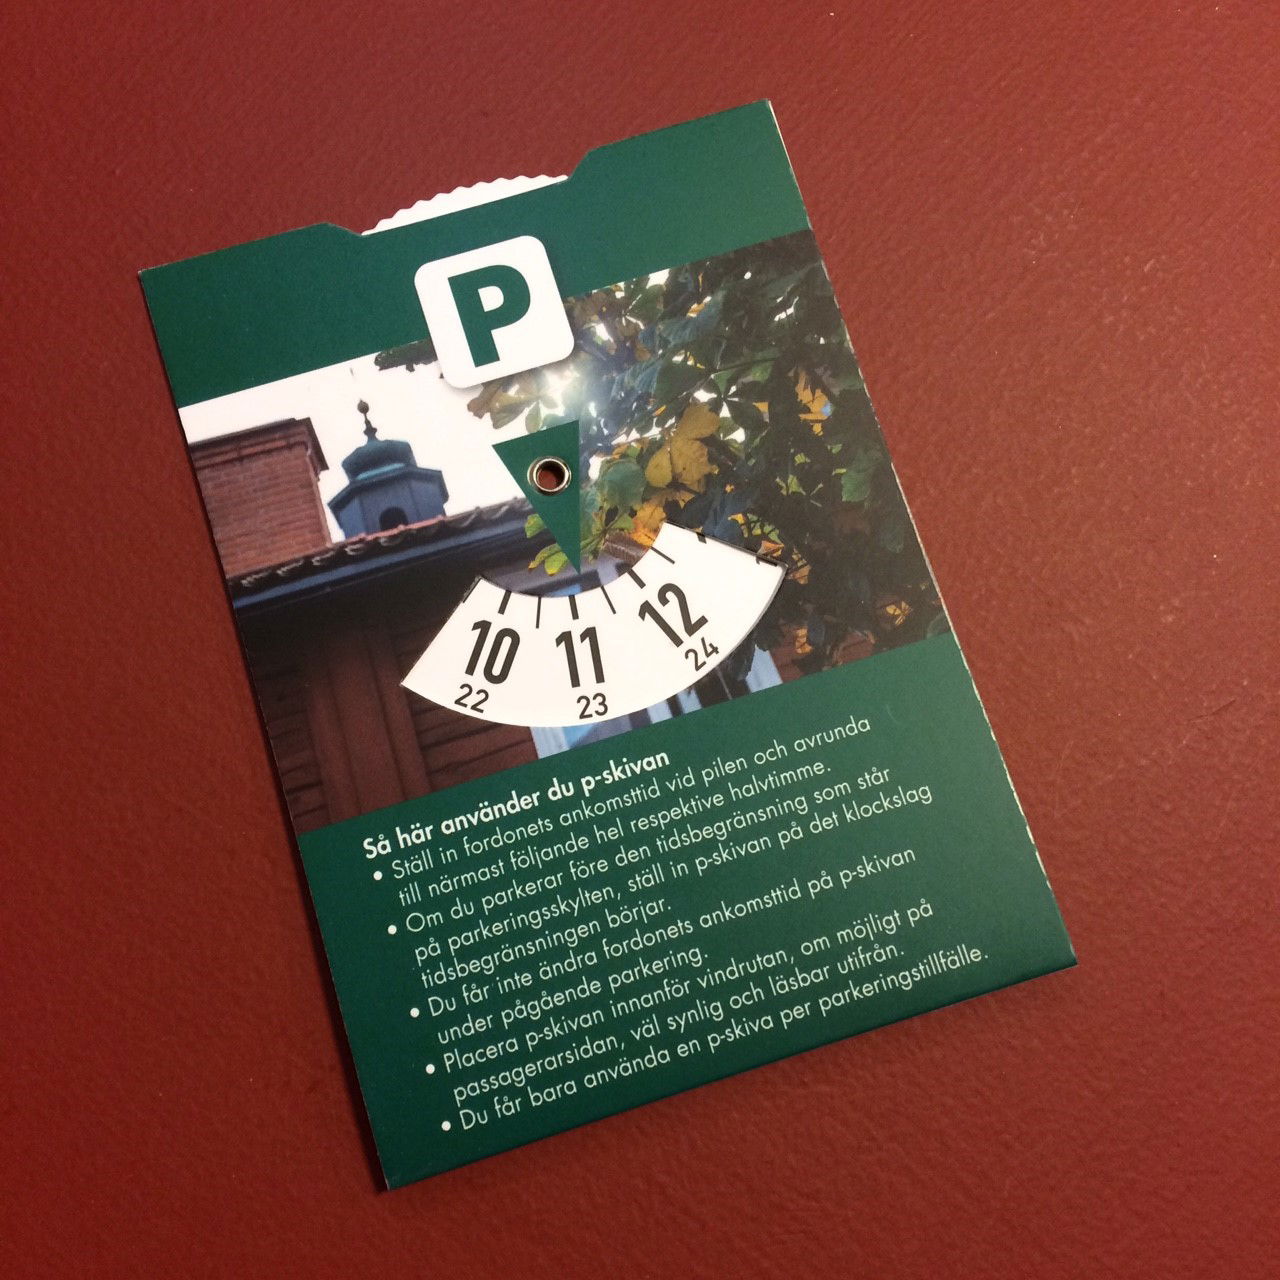 P
10 11 12
22 23 24
Så här använder du p-skivan
• Ställ in fordonets ankomsttid vid pilen och avrunda
till närmast följande hel respektive halvtimme.
• Om du parkerar före den tidsbegränsning som står
på parkeringsskylten, ställ in p-skivan på det klockslag
tidsbegränsningen börjar.
• Du får inte ändra fordonets ankomsttid på p-skivan
under pågående parkering.
• Placera p-skivan innanför vindrutan, om möjligt på
passagerarsidan, väl synlig och läsbar utifrån.
• Du får bara använda en p-skiva per parkeringstillfälle.